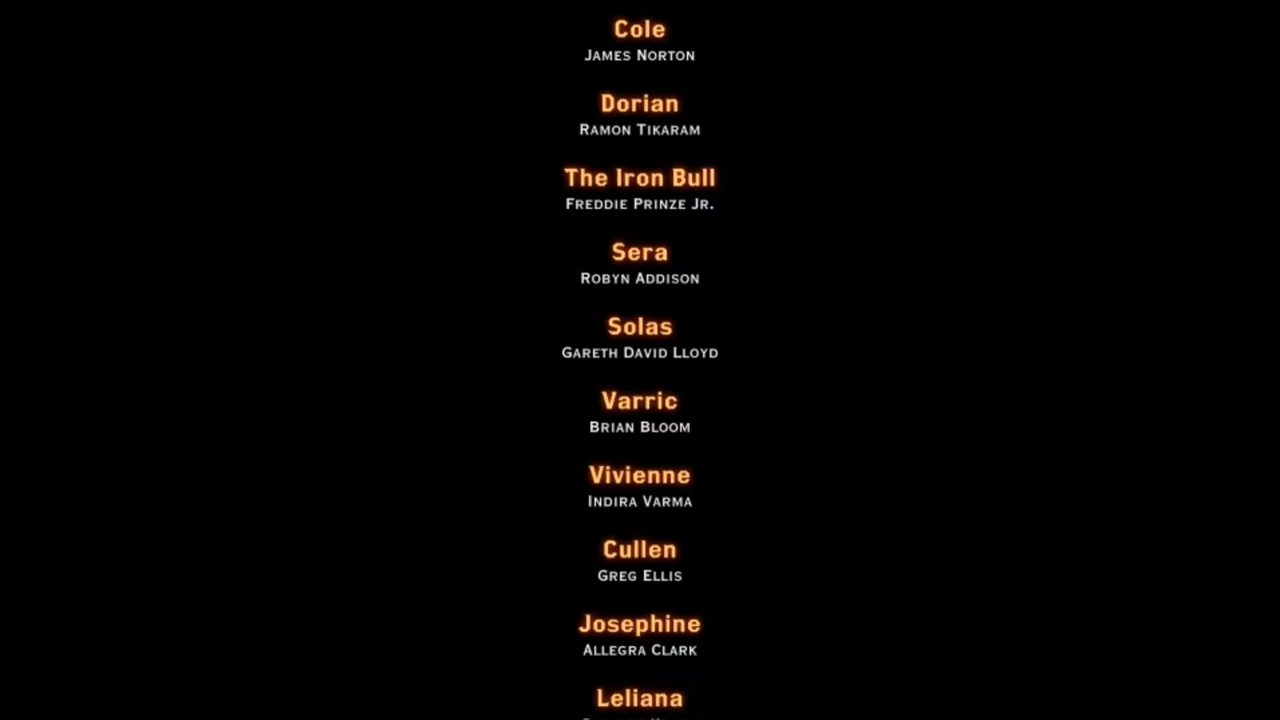 Cole
JAMES NORTON
Dorian
RAMON TIKARAM
The Iron Bull
FREDDIE PRINZE JR.
Sera
ROBYN ADDISON
Solas
GARETH DAVID LLOYD
Varric
BRIAN BLOOM
Vivienne
INDIRA VARMA
Cullen
GREG ELLIS
Josephine
ALLEGRA CLARK
Leliana